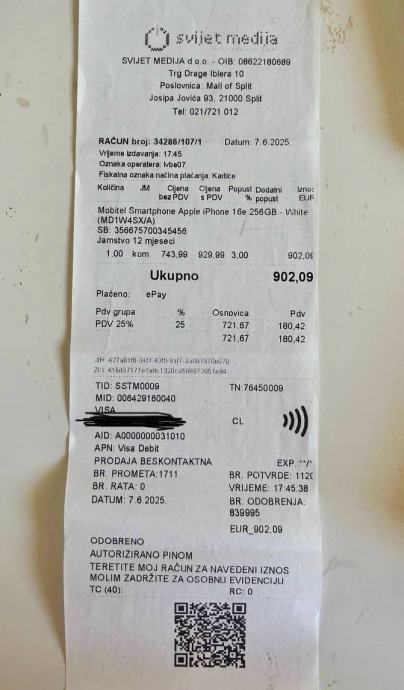 svijet medija
SVIJET MEDIJA d.o.o. - OIB: 08622180689
Trg Drage Iblera 10
Poslovnica: Mall of Split
Josipa Jovića 93, 21000 Split
Tel: 021/721 012
RAČUN broj: 34286/107/1 Datum: 7.6.2025.
Vrijeme izdavanja: 17:45
Oznaka operatera: lvbe07
Fiskalna oznaka načina plaćanja: Kartice
Količina JM Cijena bez PDV Cijena s PDV Popust % Dodatni popust Iznos EUR
Mobitel Smartphone Apple iPhone 16e 256GB - White
(MD1W4SX/A)
SB: 356675700345456
Jamstvo 12 mjeseci
1,00 kom 743,99 929,99 3,00 902,09
Ukupno 902,09
Plaćeno: ePay
Pdv grupa % Osnovica Pdv
PDV 25% 25 721,67 180,42
721,67 180,42
TID: SSTM0009 TN:76450009
MID: 006429160040
VISA
CL
AID: A0000000031010
APN: Visa Debit
PRODAJA BESKONTAKTNA EXP.:**/*
BR. PROMETA:1711 BR. POTVRDE: 112
BR. RATA: 0 VRIJEME: 17:45:38
DATUM: 7.6.2025. BR. ODOBRENJA:
839995
EUR_902,09
ODOBRENO
AUTORIZIRANO PINOM
TERETITE MOJ RAČUN ZA NAVEDENI IZNOS
MOLIM ZADRŽITE ZA OSOBNU EVIDENCIJU
TC (40): RC: 0